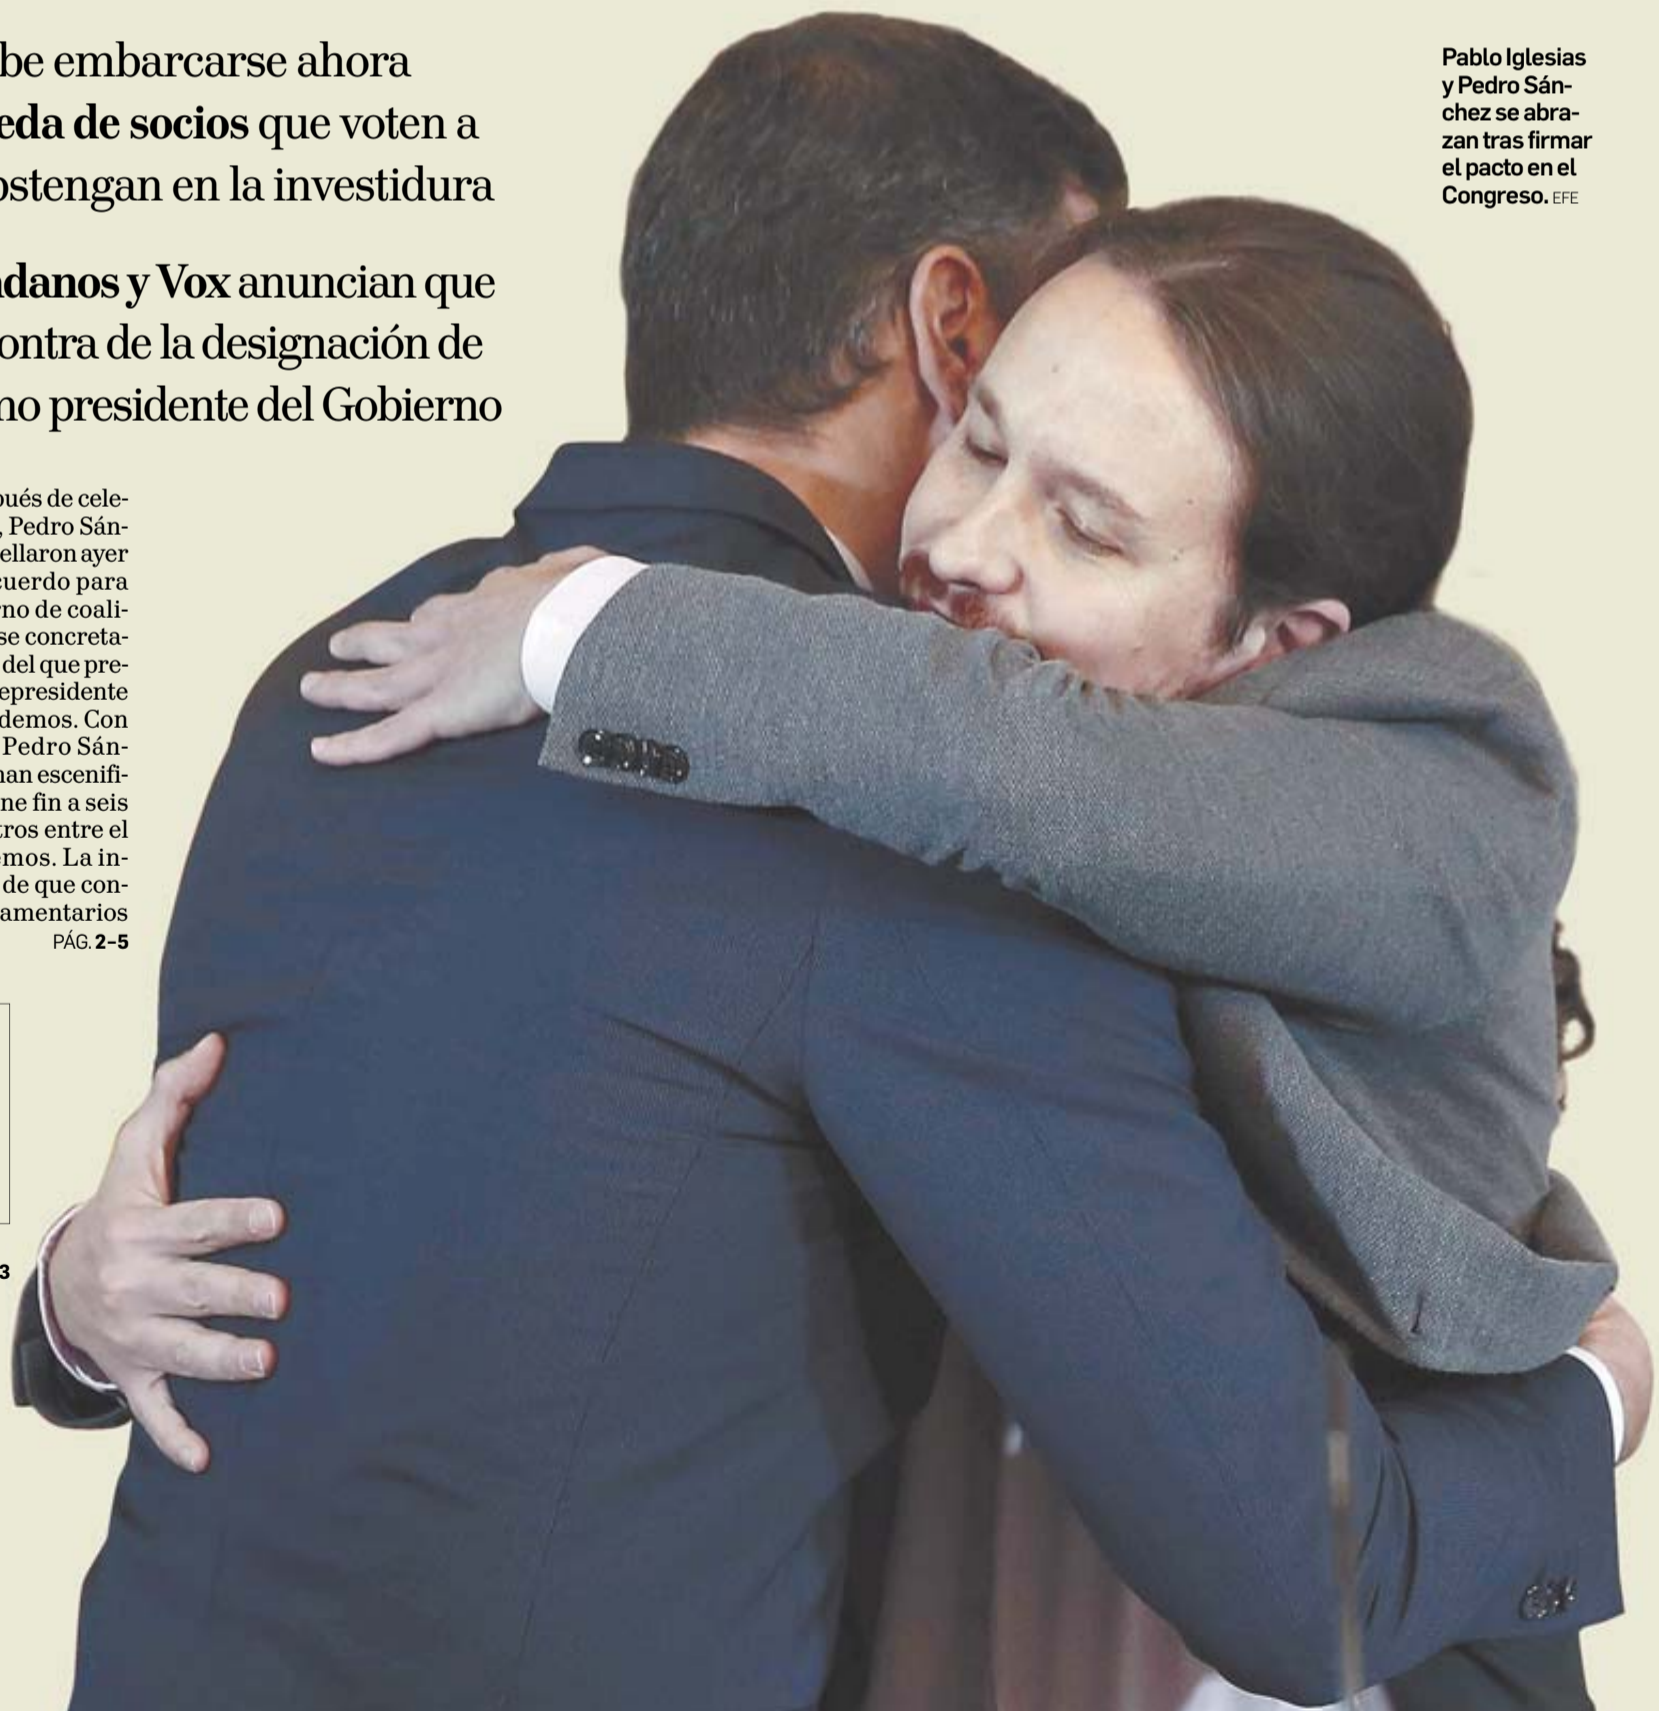 be embarcarse ahora
eda de socios que voten a
ostengan en la investidura
danos y Vox anuncian que
ontra de la designación de
no presidente del Gobierno
pués de cele-
, Pedro Sán-
ellaron ayer
cuerdo para
rno de coali-
se concreta-
del que pre-
epresidente
demos. Con
Pedro Sán-
han escenifi-
ne fin a seis
tros entre el
emos. La in-
de que con-
amentarios
PÁG. 2-5
3
Pablo Iglesias
y Pedro Sán-
chez se abra-
zan tras firmar
el pacto en el
Congreso. EFE